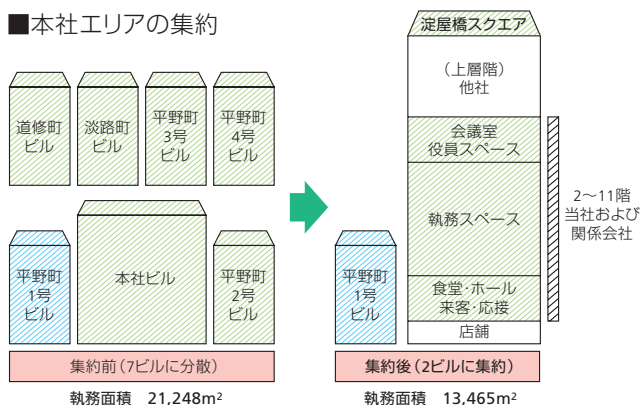 ■本社エリアの集約
道修町
ビル
淡路町
ビル
平野町
3号
ビル
平野町
4号
ビル
平野町
1号
ビル
本社ビル
平野町
2号
ビル
集約前（7ビルに分散）
執務面積　21,248m²
淀屋橋スクエア
（上層階）
他社
会議室
役員スペース
執務スペース
食堂・ホール
来客・応接
店舗
2～11階
当社および
関係会社
平野町
1号
ビル
集約後（2ビルに集約）
執務面積　13,465m²